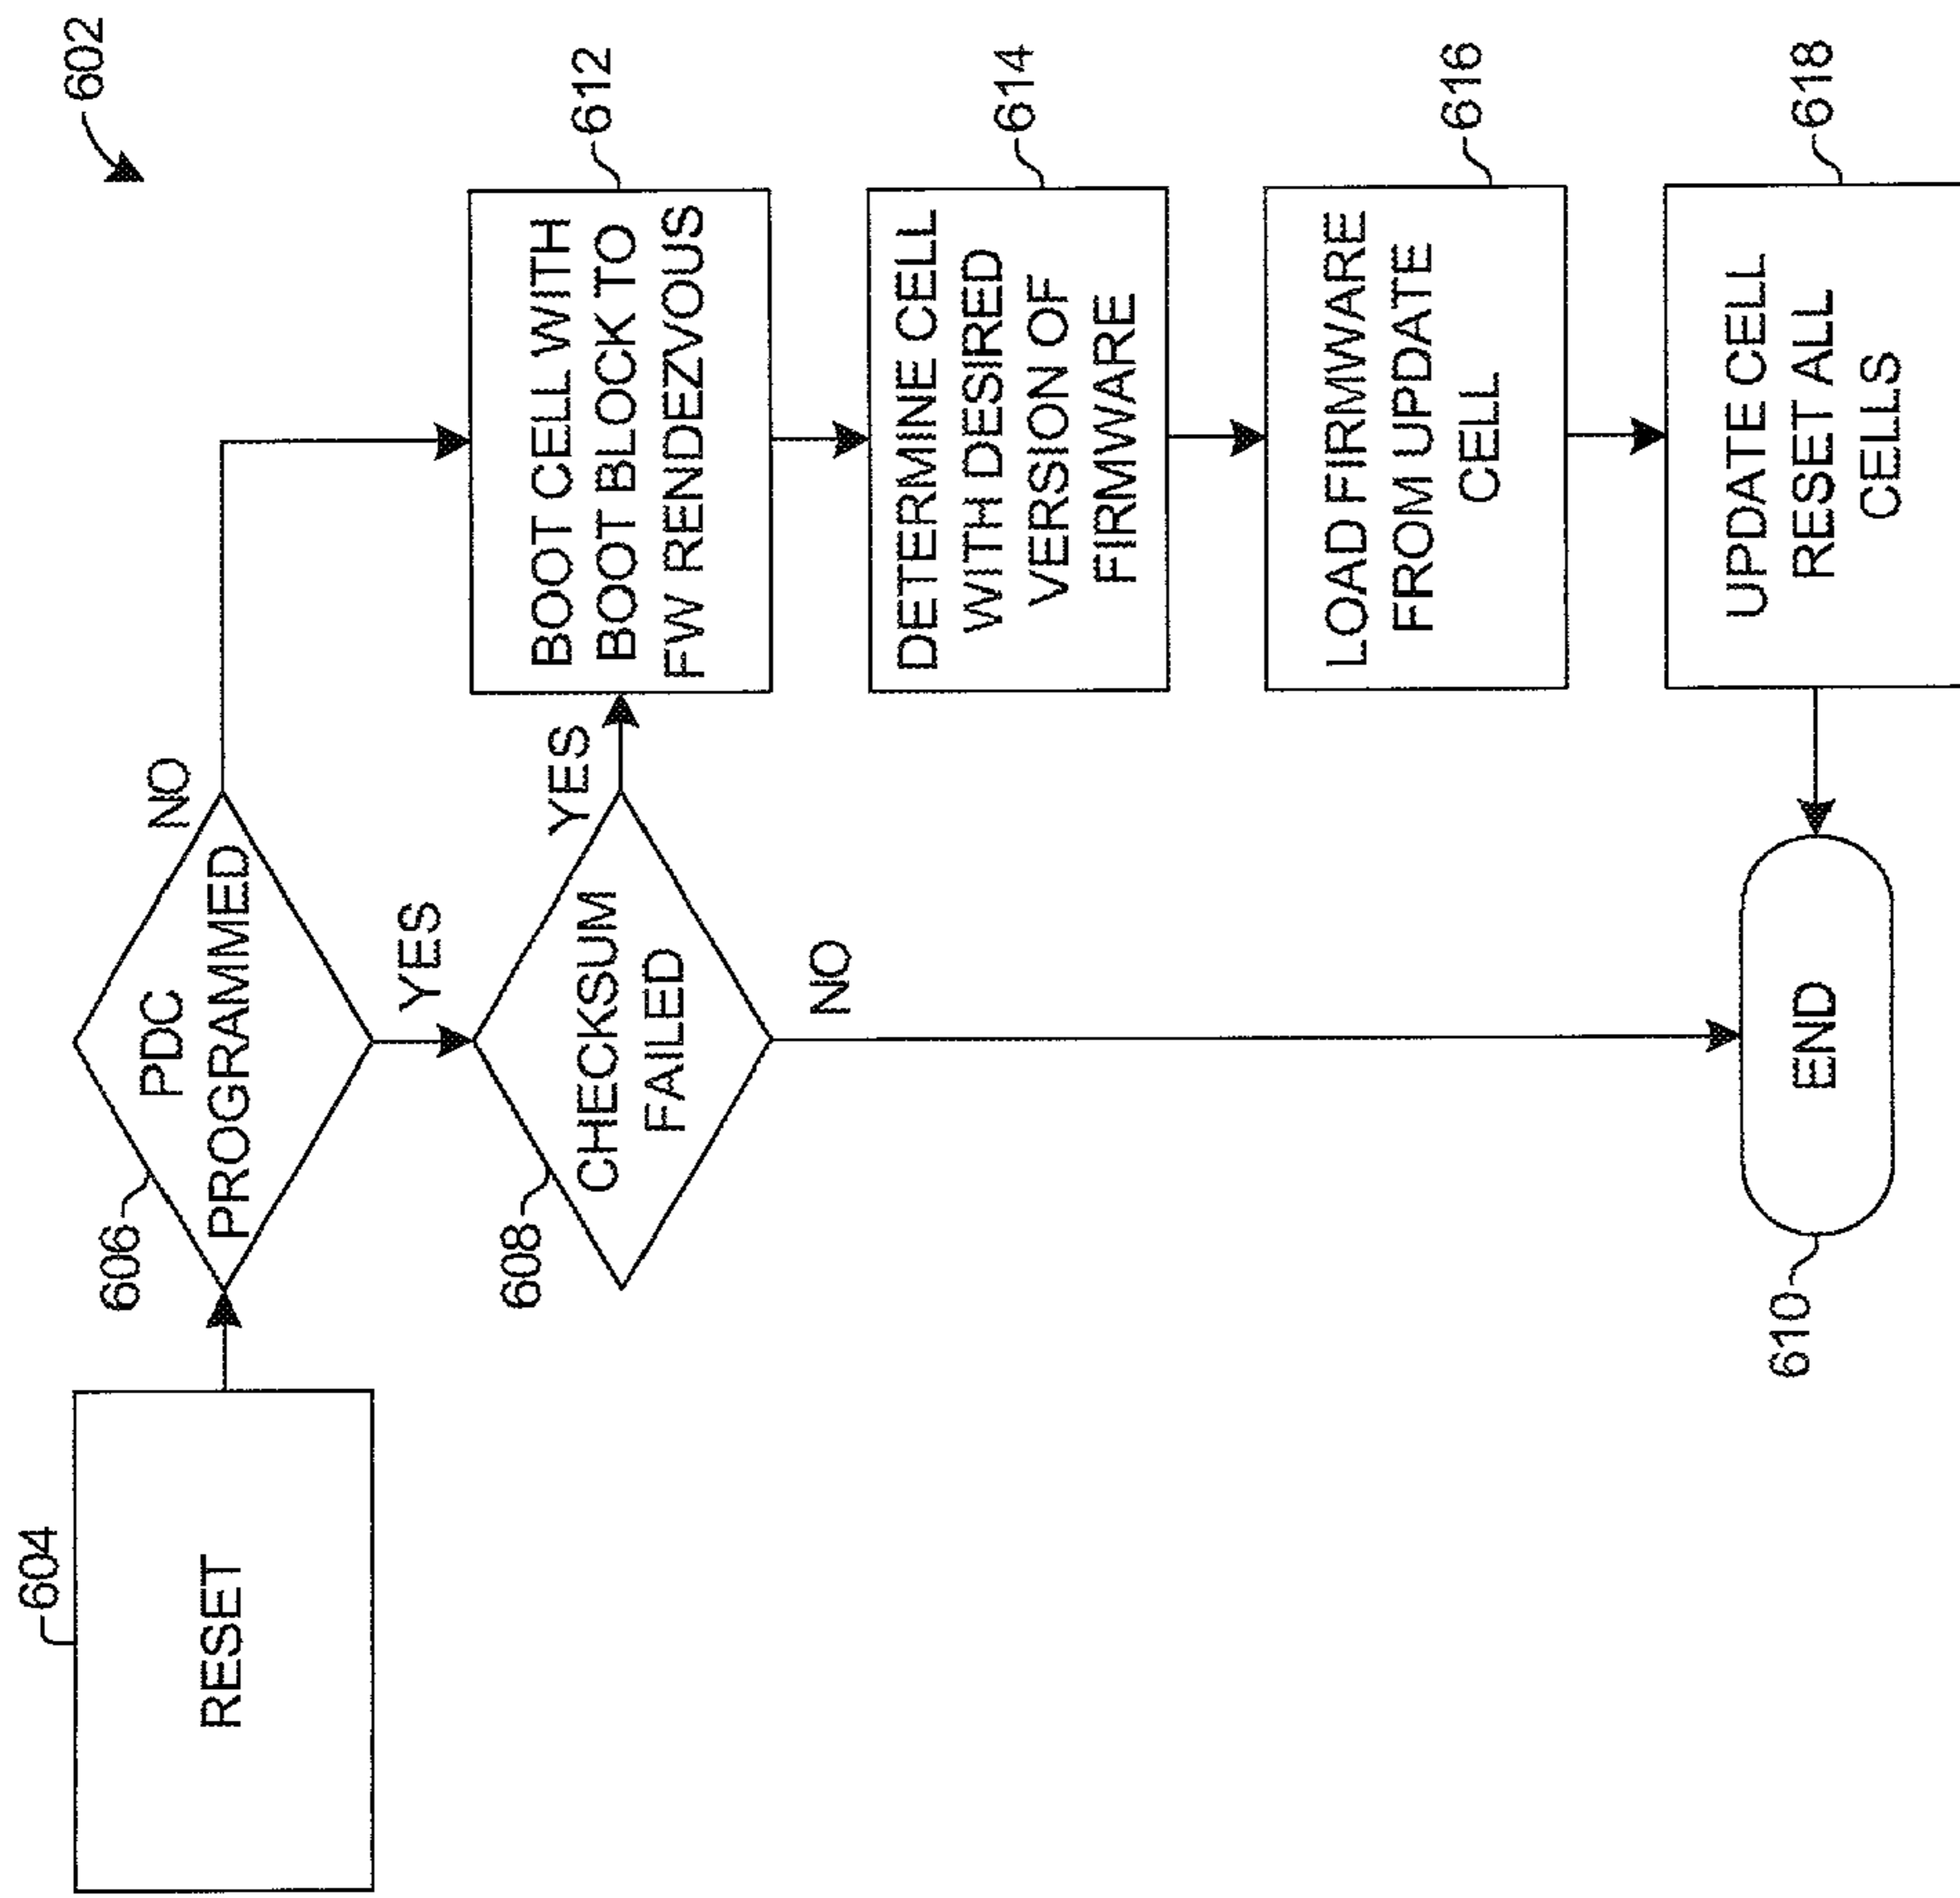 602
604
RESET
606
PDC
PROGRAMMED
NO
YES
608
CHECKSUM
FAILED
YES
NO
612
BOOT CELL WITH
BOOT BLOCK TO
FW RENDEZVOUS
614
DETERMINE CELL
WITH DESIRED
VERSION OF
FIRMWARE
616
LOAD FIRMWARE
FROM UPDATE
CELL
618
UPDATE CELL
RESET ALL
CELLS
610
END